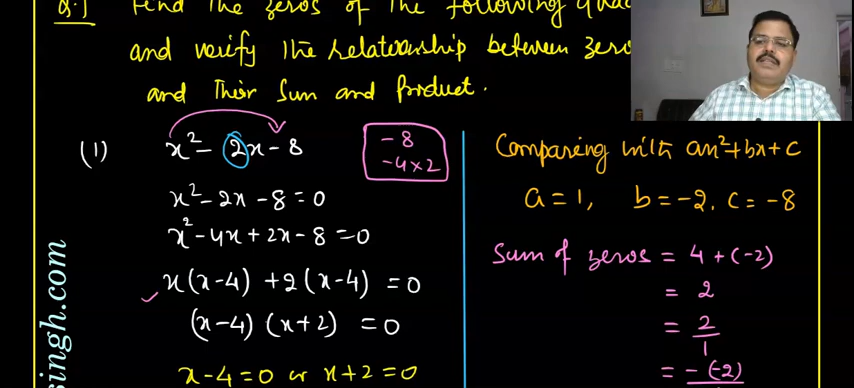 Q.1 Find the zeros of the following
and verify the relationship between zero
and their Sum and Product.
(1) x² - 2x - 8
- 8
-4 × 2
x² - 2x - 8 = 0
x² - 4x + 2x - 8 = 0
x(x-4) + 2(x-4) = 0
(x-4) (x+2) = 0
x-4 = 0 or x+2 = 0
Comparing with ax²+bx+c
a = 1, b = -2, c = -8
Sum of zeros = 4 + (-2)
= 2
= 2/1
= -(-2)
singh.com